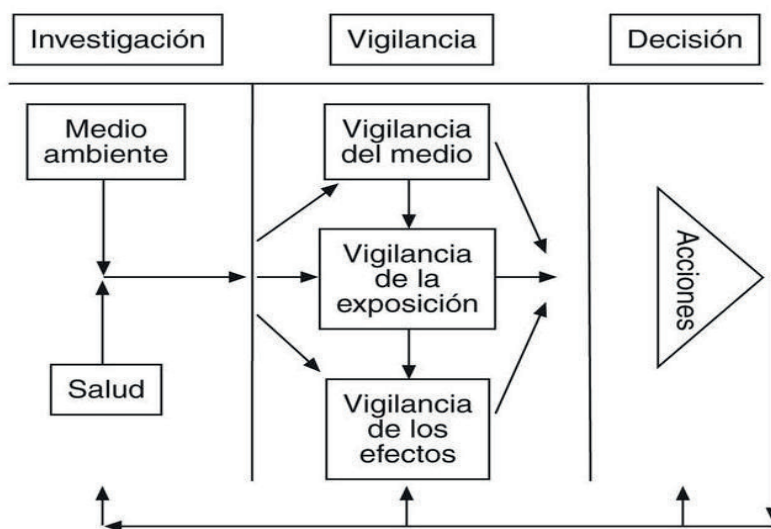 Investigación
Vigilancia
Decisión
Medio
ambiente
Salud
Vigilancia
del medio
Vigilancia
de la
exposición
Vigilancia
de los
efectos
Acciones